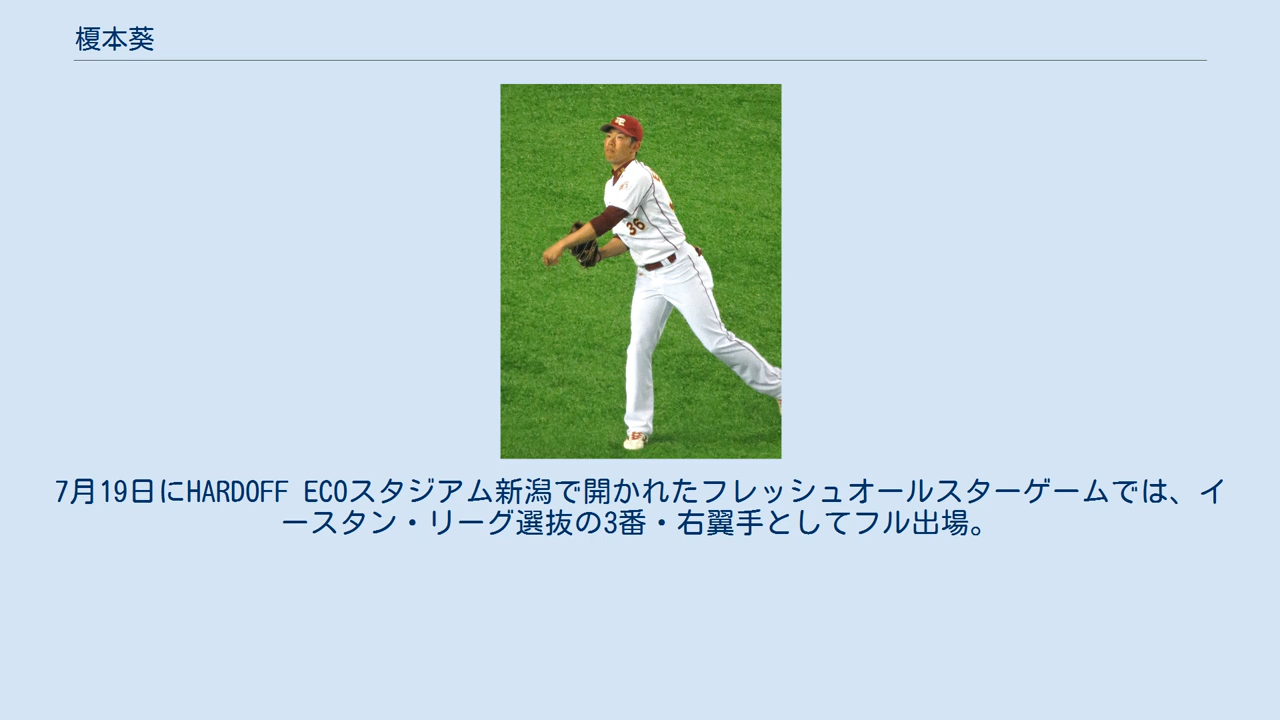 榎本葵
36
7月19日にHARDOFF ECOスタジアム新潟で開かれたフレッシュオールスターゲームでは、イ
ースタン・リーグ選抜の3番・右翼手としてフル出場。